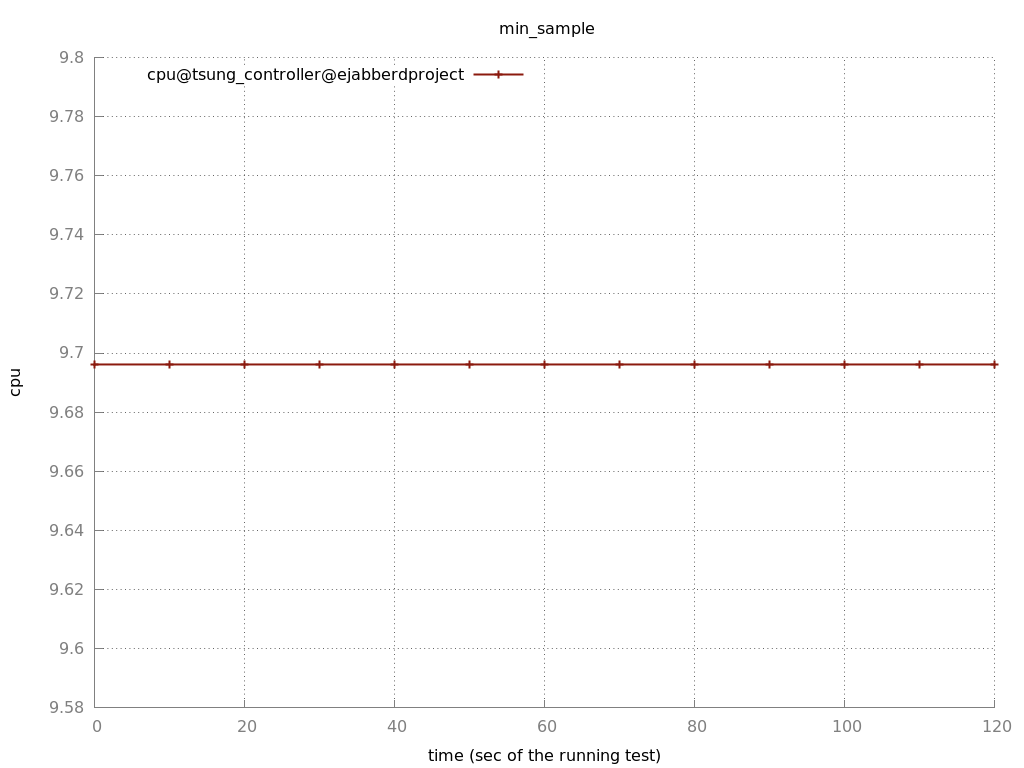 min_sample
cpu@tsung_controller@ejabberdproject
9.8
9.78
9.76
9.74
9.72
9.7
9.68
9.66
9.64
9.62
9.6
9.58
cpu
0 20 40 60 80 100 120
time (sec of the running test)